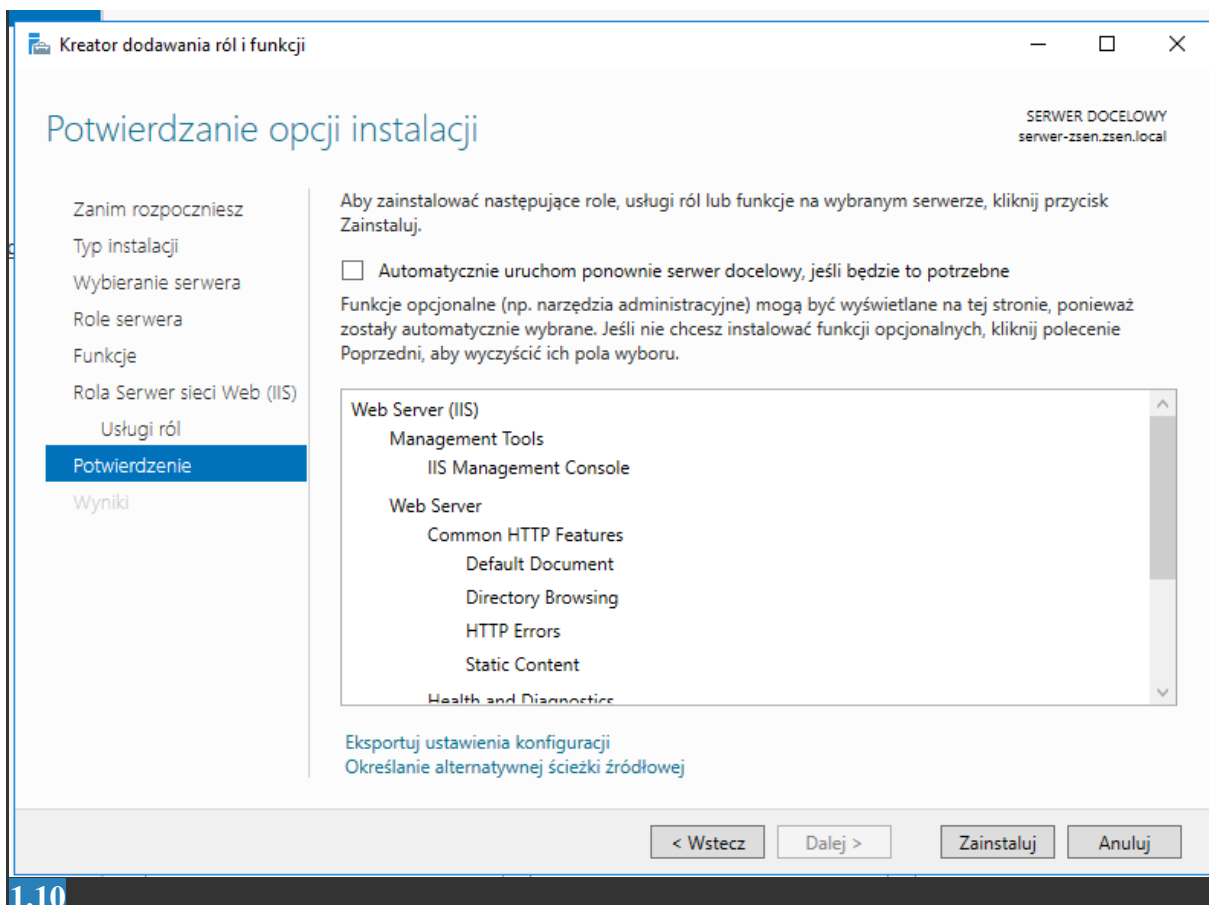 Kreator dodawania ról i funkcji
Potwierdzanie opcji instalacji
SERWER DOCELOWY
serwer-zsen.zsen.local
Zanim rozpoczniesz
Typ instalacji
Wybieranie serwera
Role serwera
Funkcje
Rola Serwer sieci Web (IIS)
Usługi ról
Potwierdzenie
Wyniki
Aby zainstalować następujące role, usługi ról lub funkcje na wybranym serwerze, kliknij przycisk
Zainstaluj.
Automatycznie uruchom ponownie serwer docelowy, jeśli będzie to potrzebne
Funkcje opcjonalne (np. narzędzia administracyjne) mogą być wyświetlane na tej stronie, ponieważ
zostały automatycznie wybrane. Jeśli nie chcesz instalować funkcji opcjonalnych, kliknij polecenie
Poprzedni, aby wyczyścić ich pola wyboru.
Web Server (IIS)
Management Tools
IIS Management Console
Web Server
Common HTTP Features
Default Document
Directory Browsing
HTTP Errors
Static Content
Health and Diagnostics
Eksportuj ustawienia konfiguracji
Określanie alternatywnej ścieżki źródłowej
< Wstecz
Dalej >
Zainstaluj
Anuluj
1.10